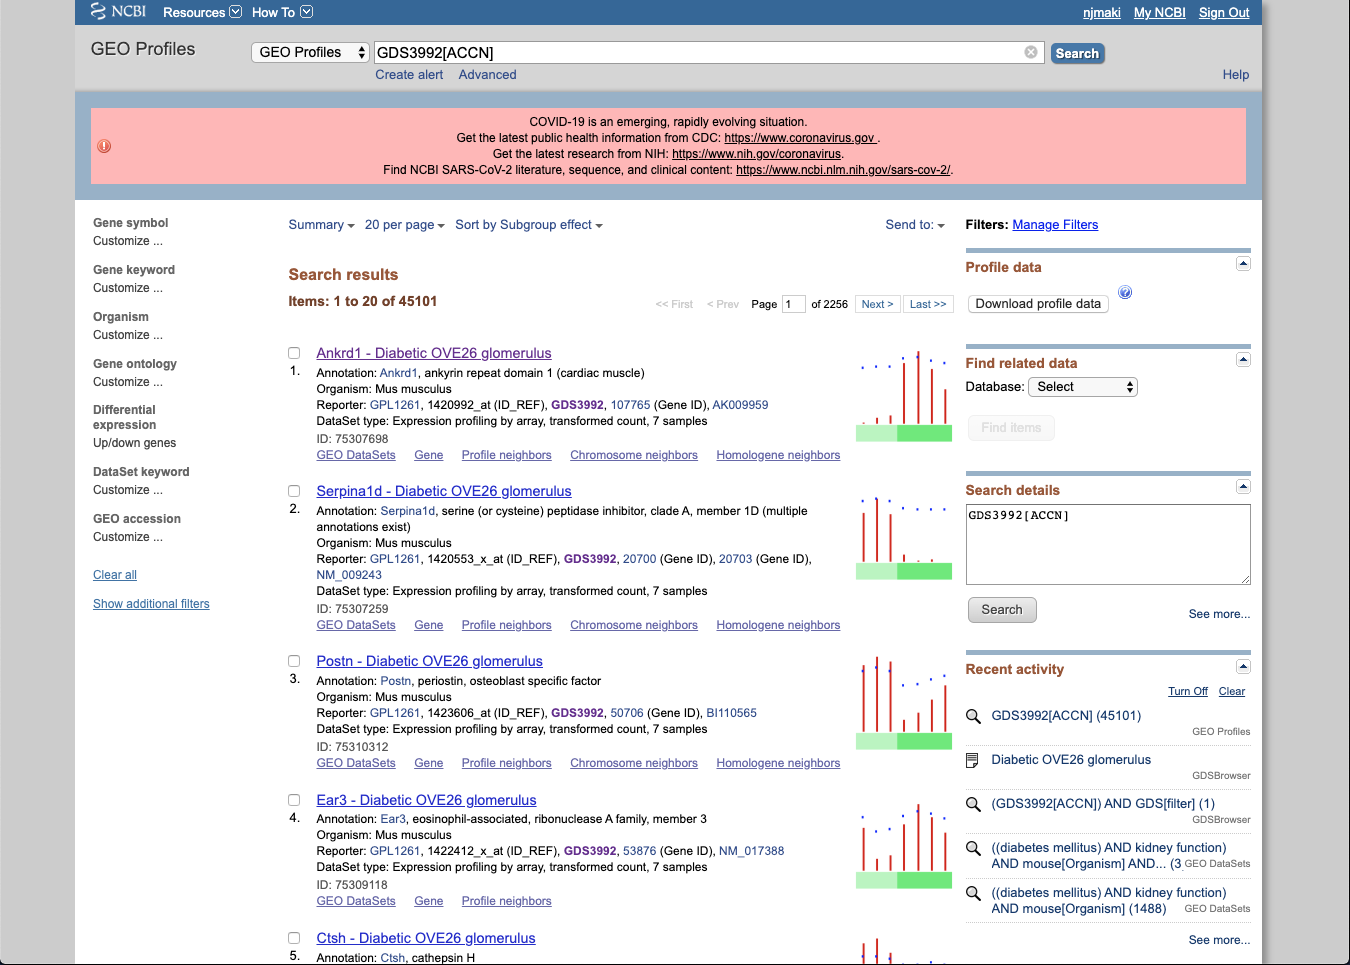 NCBI Resources How To njmaki My NCBI Sign Out
GEO Profiles GEO Profiles GDS3992[ACCN] Search
Create alert Advanced Help
COVID-19 is an emerging, rapidly evolving situation.
Get the latest public health information from CDC: https://www.coronavirus.gov .
Get the latest research from NIH: https://www.nih.gov/coronavirus.
Find NCBI SARS-CoV-2 literature, sequence, and clinical content: https://www.ncbi.nlm.nih.gov/sars-cov-2/.
Gene symbol
Customize ...
Gene keyword
Customize ...
Organism
Customize ...
Gene ontology
Customize ...
Differential
expression
Up/down genes
DataSet keyword
Customize ...
GEO accession
Customize ...
Clear all
Show additional filters
Summary 20 per page Sort by Subgroup effect Send to:
Search results
Items: 1 to 20 of 45101
<< First < Prev Page 1 of 2256 Next > Last >>
Ankrd1 - Diabetic OVE26 glomerulus
1.
Annotation: Ankrd1, ankyrin repeat domain 1 (cardiac muscle)
Organism: Mus musculus
Reporter: GPL1261, 1420992_at (ID_REF), GDS3992, 107765 (Gene ID), AK009959
DataSet type: Expression profiling by array, transformed count, 7 samples
ID: 75307698
GEO DataSets Gene Profile neighbors Chromosome neighbors Homologene neighbors
Serpina1d - Diabetic OVE26 glomerulus
2.
Annotation: Serpina1d, serine (or cysteine) peptidase inhibitor, clade A, member 1D (multiple
annotations exist)
Organism: Mus musculus
Reporter: GPL1261, 1420553_x_at (ID_REF), GDS3992, 20700 (Gene ID), 20703 (Gene ID),
NM_009243
DataSet type: Expression profiling by array, transformed count, 7 samples
ID: 75307259
GEO DataSets Gene Profile neighbors Chromosome neighbors Homologene neighbors
Postn - Diabetic OVE26 glomerulus
3.
Annotation: Postn, periostin, osteoblast specific factor
Organism: Mus musculus
Reporter: GPL1261, 1423606_at (ID_REF), GDS3992, 50706 (Gene ID), BI110565
DataSet type: Expression profiling by array, transformed count, 7 samples
ID: 75310312
GEO DataSets Gene Profile neighbors Chromosome neighbors Homologene neighbors
Ear3 - Diabetic OVE26 glomerulus
4.
Annotation: Ear3, eosinophil-associated, ribonuclease A family, member 3
Organism: Mus musculus
Reporter: GPL1261, 1422412_x_at (ID_REF), GDS3992, 53876 (Gene ID), NM_017388
DataSet type: Expression profiling by array, transformed count, 7 samples
ID: 75309118
GEO DataSets Gene Profile neighbors
Ctsh - Diabetic OVE26 glomerulus
5.
Annotation: Ctsh, cathepsin H
Filters: Manage Filters
Profile data
Download profile data
Find related data
Database: Select
Find items
Search details
GDS3992[ACCN]
Search
See more...
Recent activity
Turn Off Clear
GDS3992[ACCN] (45101)
GEO Profiles
Diabetic OVE26 glomerulus
GDSBrowser
(GDS3992[ACCN]) AND GDS[filter] (1)
GDSBrowser
((diabetes mellitus) AND kidney function)
AND mouse[Organism] AND... (3 GEO DataSets
((diabetes mellitus) AND kidney function)
AND mouse[Organism] (1488) GEO DataSets
See more...